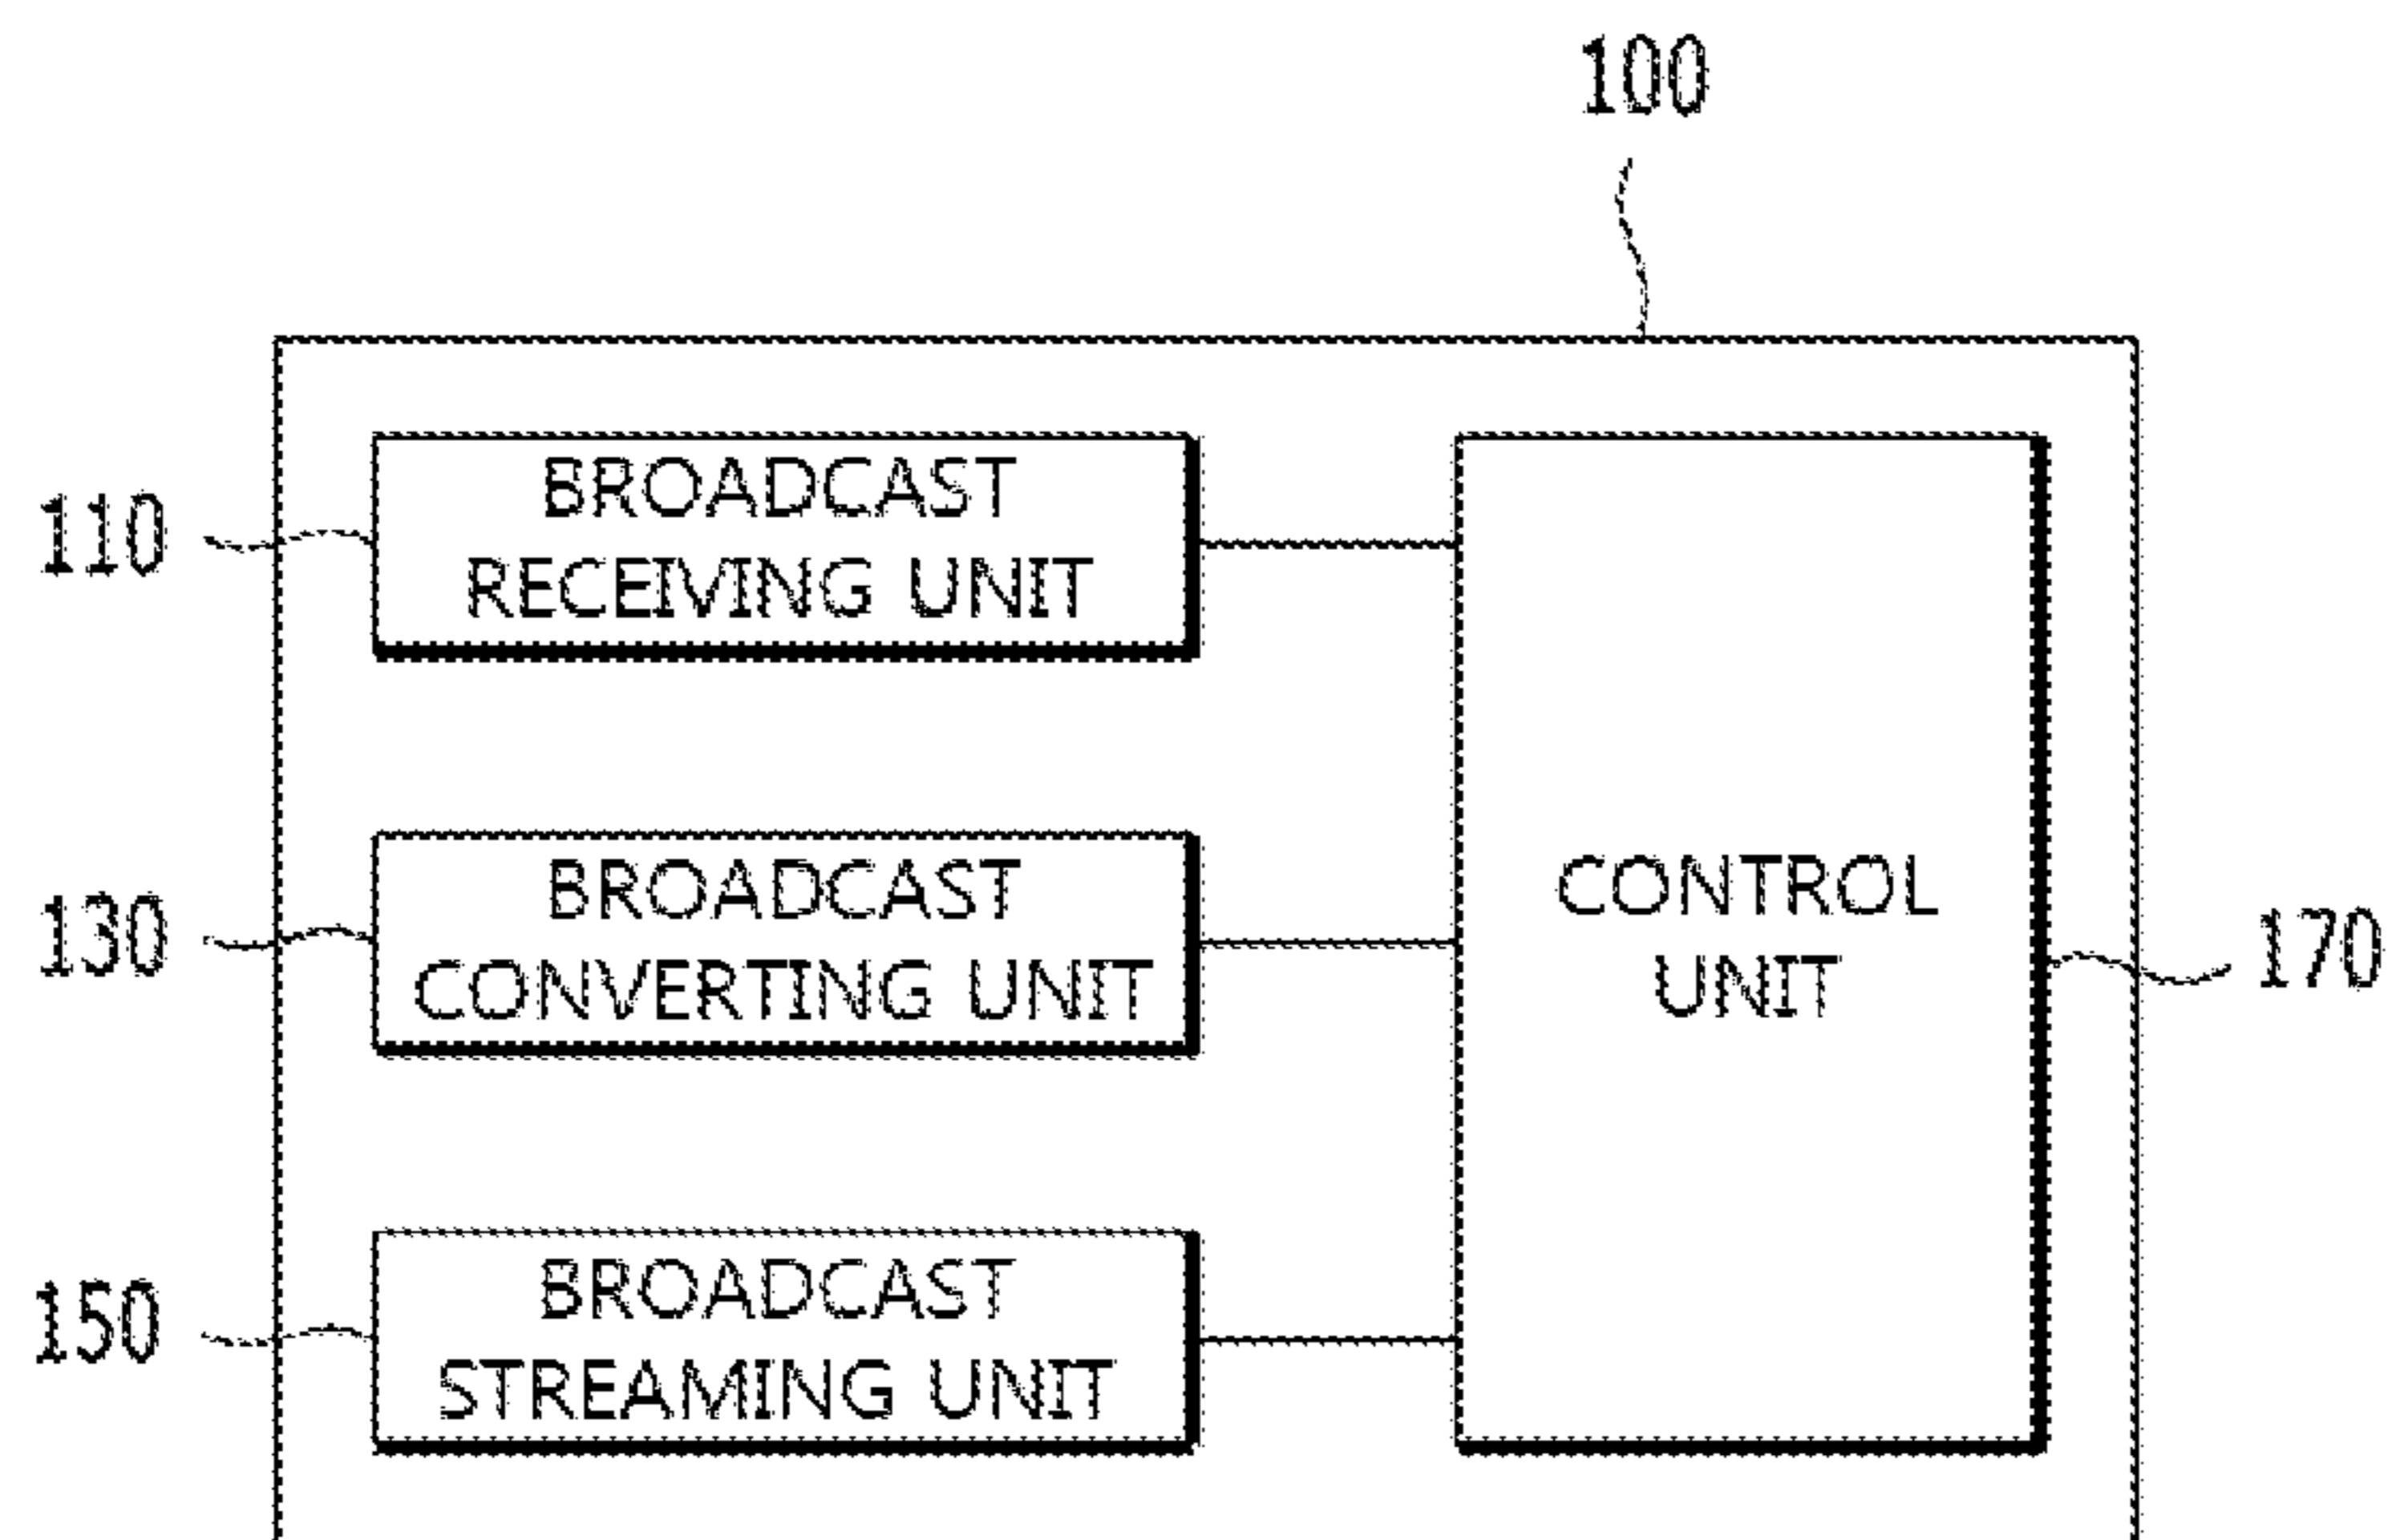 100
110
BROADCAST
RECEIVING UNIT
130
BROADCAST
CONVERTING UNIT
CONTROL
UNIT
170
150
BROADCAST
STREAMING UNIT